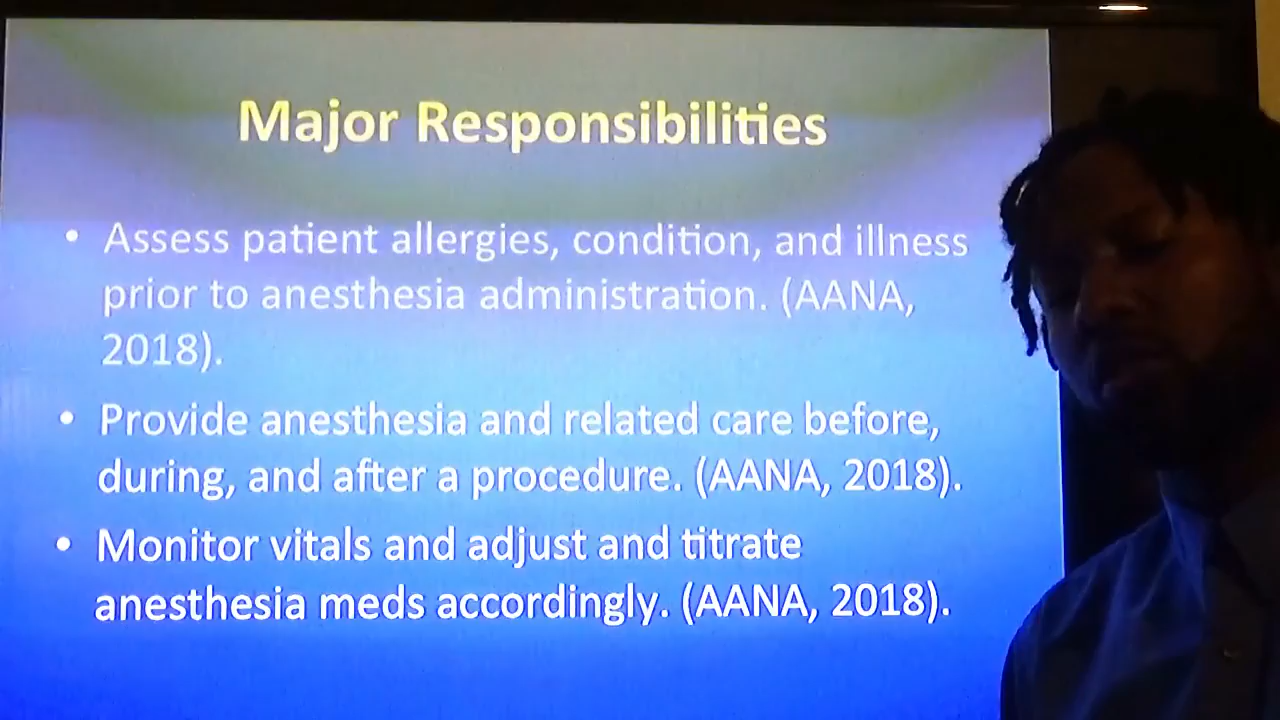 Major Responsibilities
• Assess patient allergies, condition, and illness
prior to anesthesia administration. (AANA,
2018).
• Provide anesthesia and related care before,
during, and after a procedure. (AANA, 2018).
• Monitor vitals and adjust and titrate
anesthesia meds accordingly. (AANA, 2018).